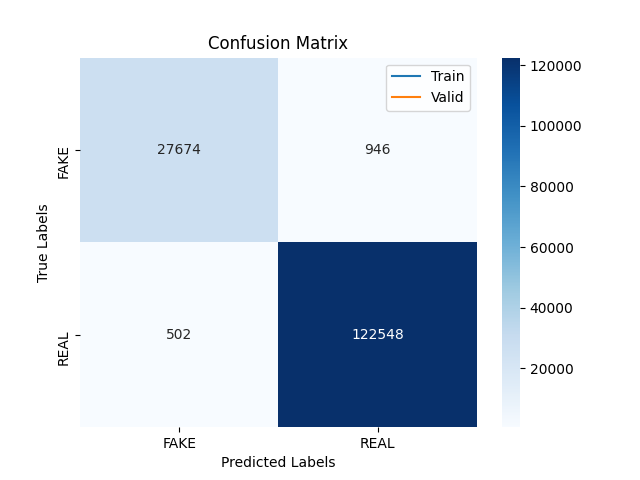 Confusion Matrix
Train
Valid
27674 946
502 122548
FAKE
REAL
True Labels
FAKE REAL
Predicted Labels
120000
100000
80000
60000
40000
20000